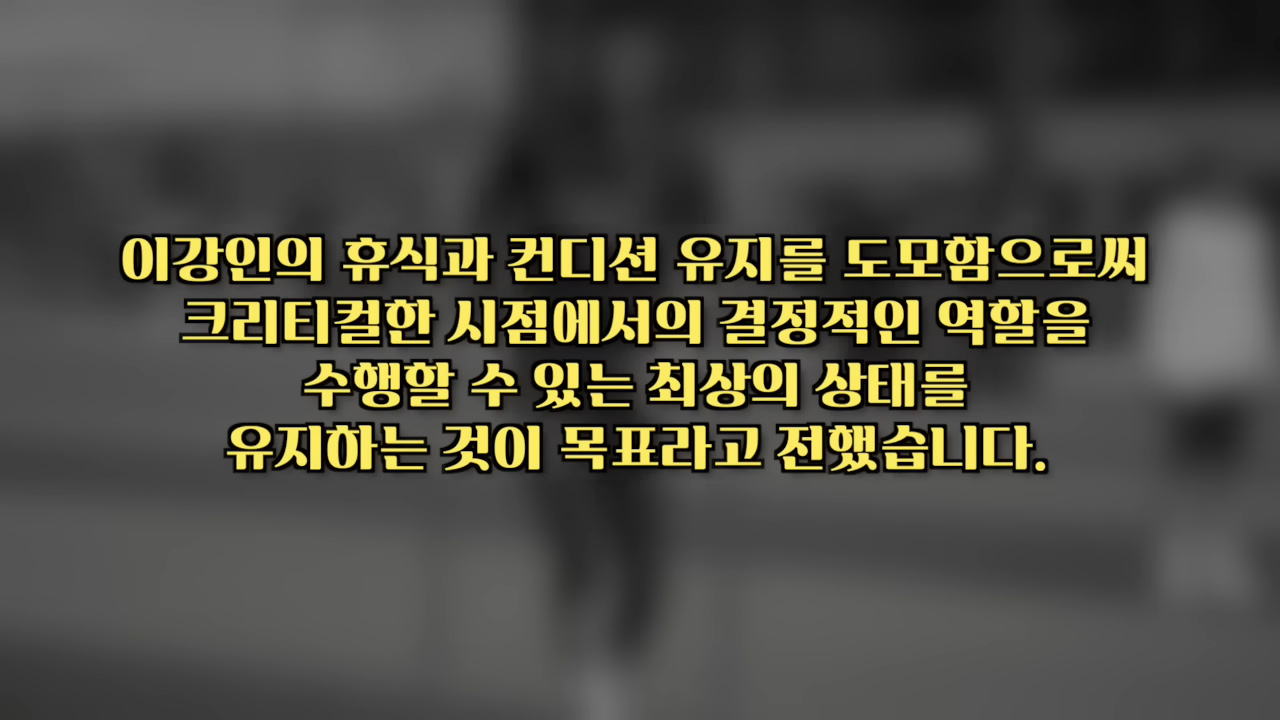 이강인의 휴식과 컨디션 유지를 도모함으로써
크리티컬한 시점에서의 결정적인 역할을
수행할 수 있는 최상의 상태를
유지하는 것이 목표라고 전했습니다.